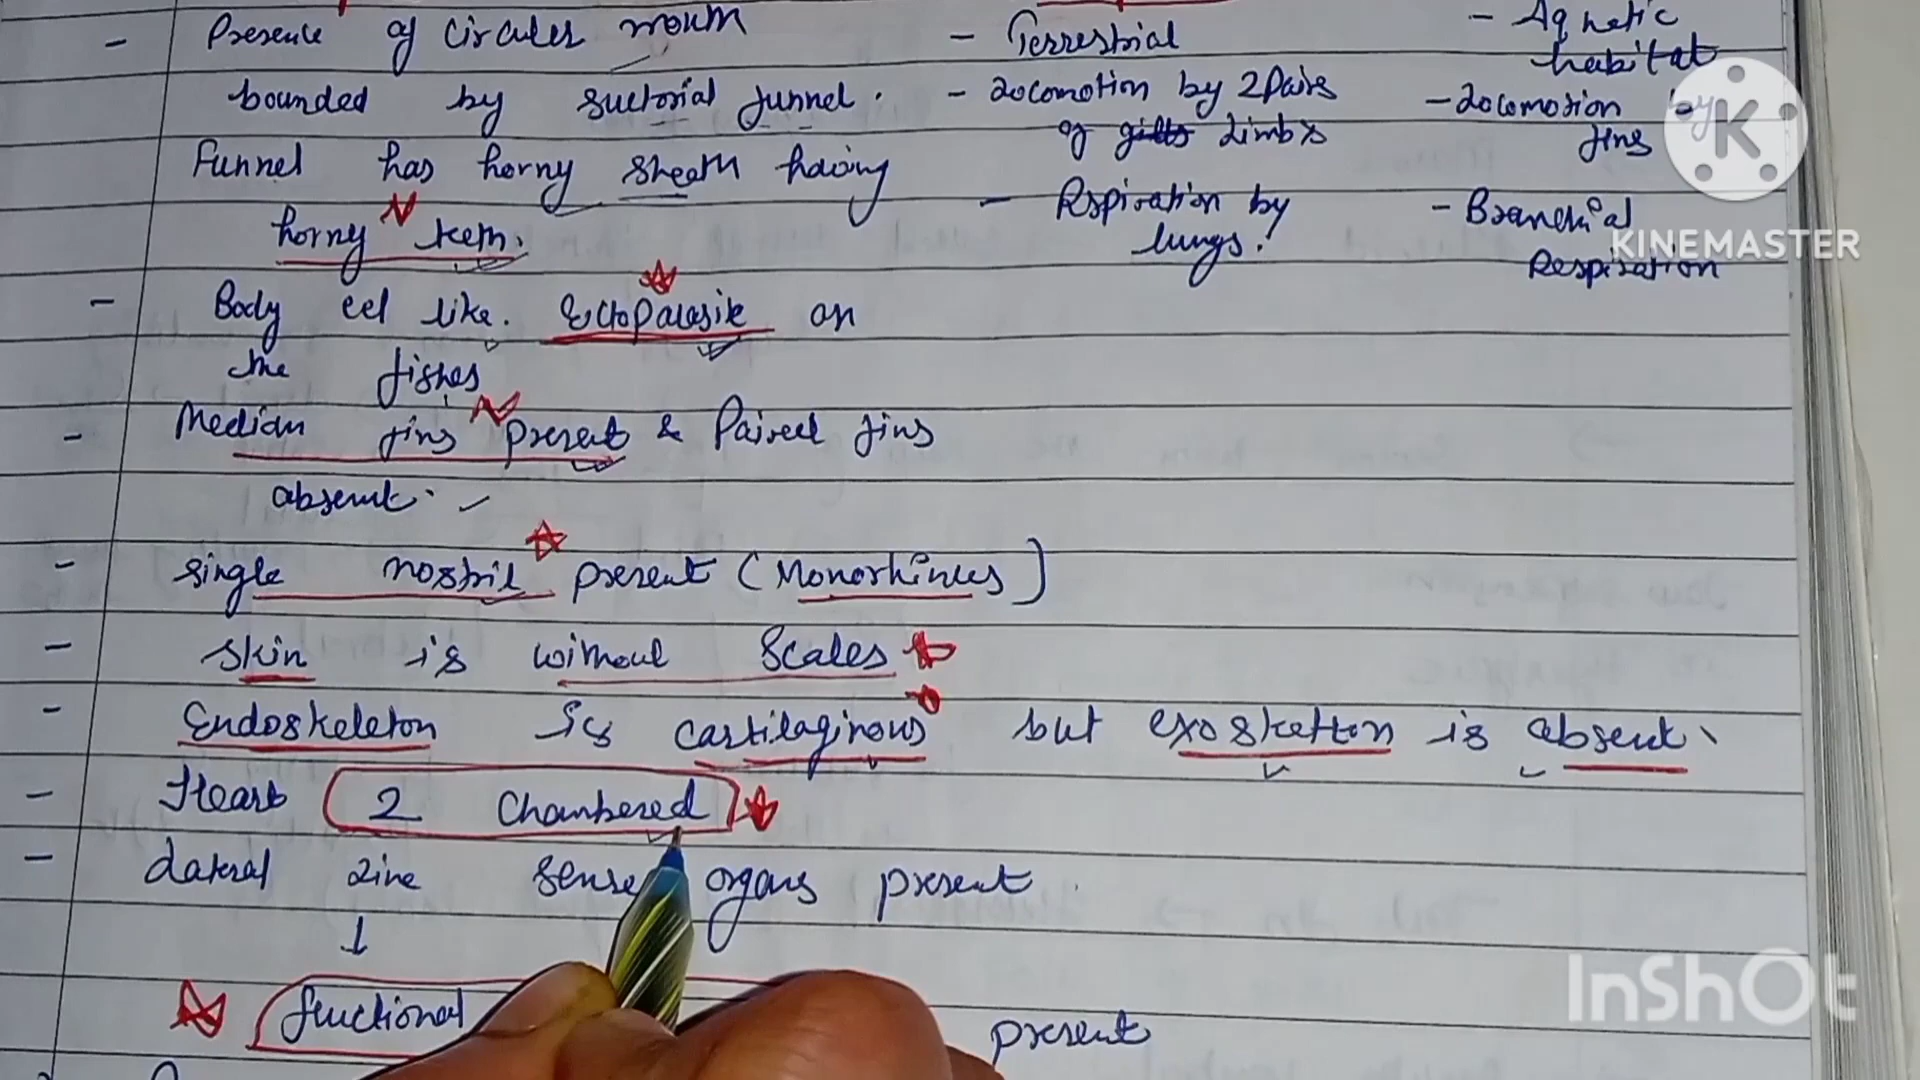 - Presence of circular mouth
bounded by suctorial funnel.
Funnel has horny sheath having
horny teeth.
- Body eel like. Ectoparasite on
the fishes
- Median fins present & Paired fins
absent.
- single nostril present (Monorhinus)
- skin is without scales
- Endoskeleton is cartilaginous but exoskelton is absent.
- Heart 2 Chambered
- Lateral line sense organs present
functional
present
- Terrestrial
- Locomotion by 2 Pairs
of gills limbs
- Respiration by
lungs.
- Aquatic
habitat
- Locomotion by
fins
- Branchial
Respiration
K
KINEMASTER
InShOt